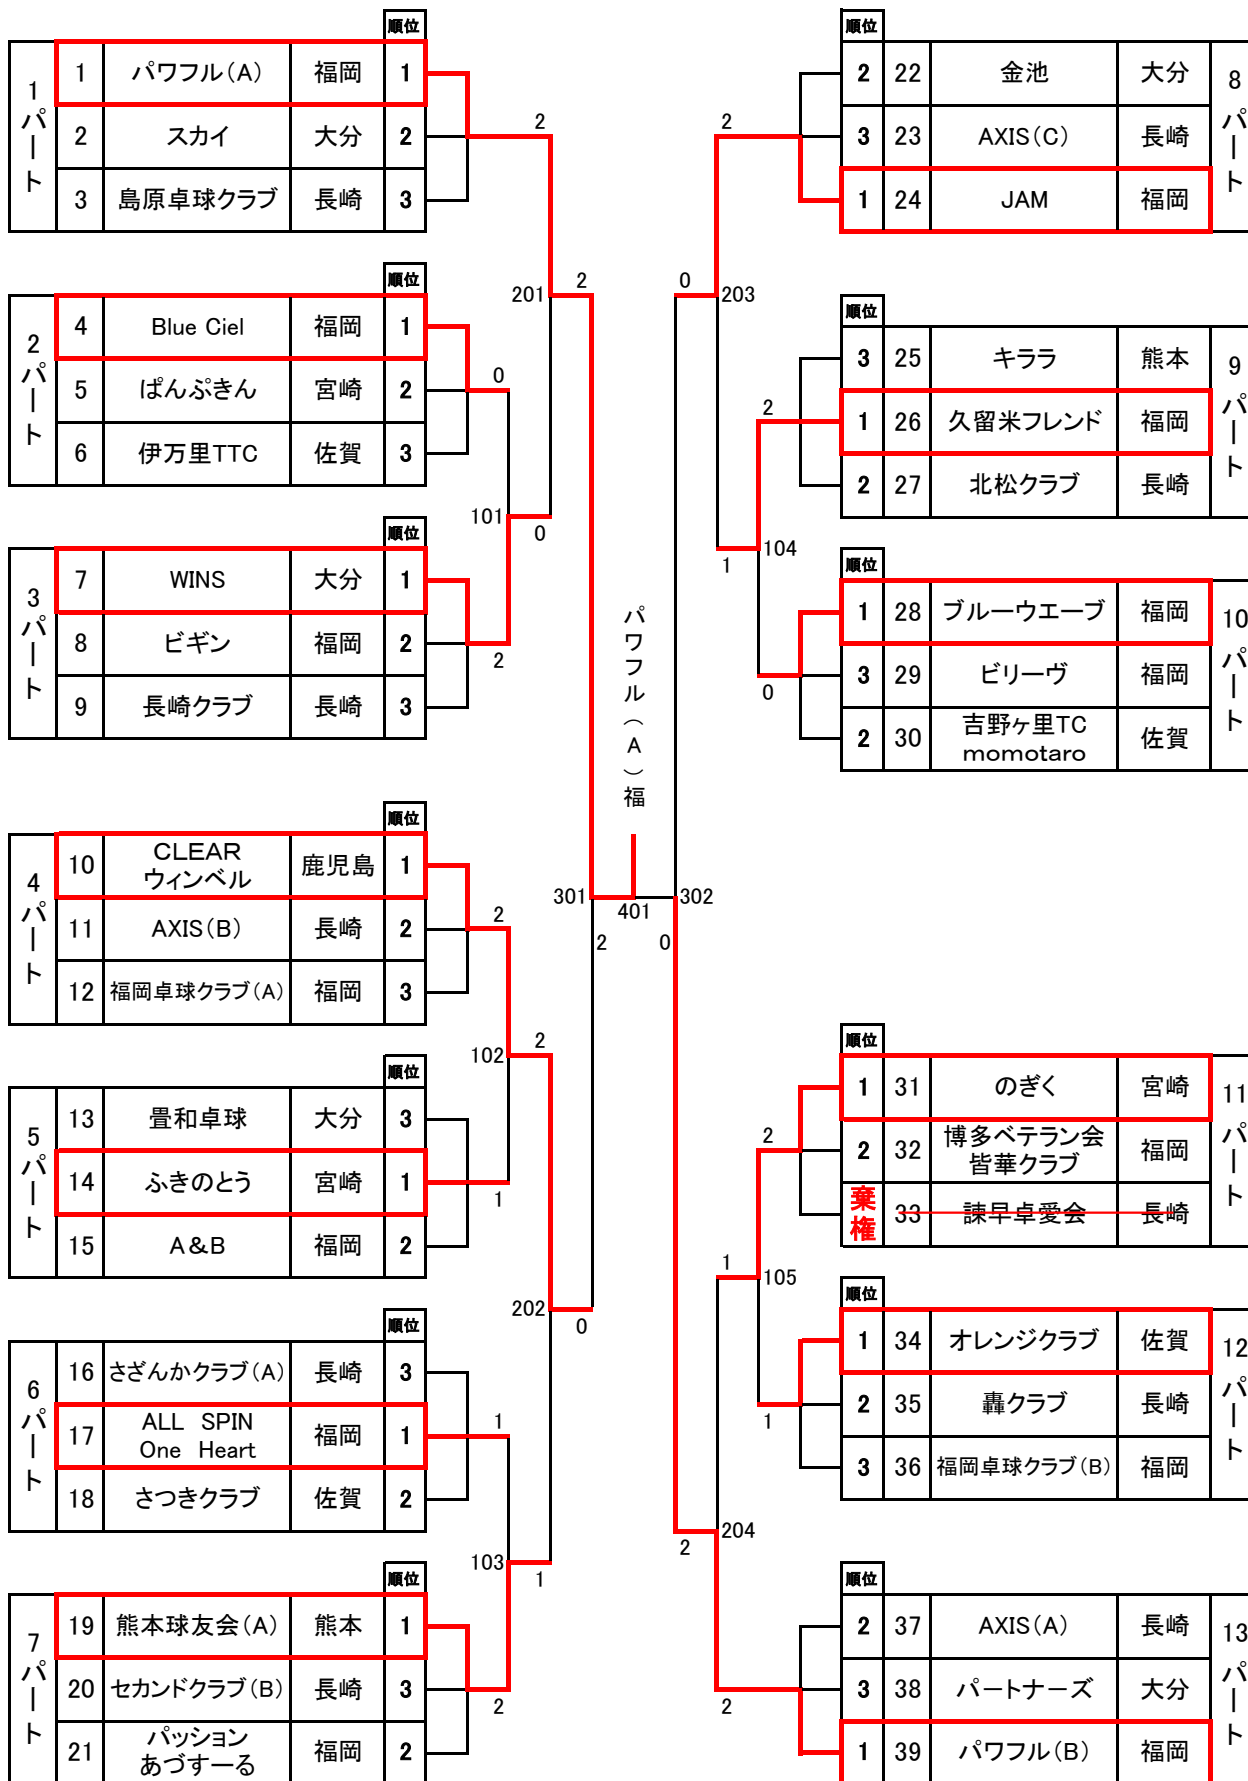 順位
1パート
1 パワフル(A) 福岡 1
2 スカイ 大分 2
3 島原卓球クラブ 長崎 3
順位
2パート
4 Blue Ciel 福岡 1
5 ぱんぷきん 宮崎 2
6 伊万里TTC 佐賀 3
順位
3パート
7 WINS 大分 1
8 ビギン 福岡 2
9 長崎クラブ 長崎 3
順位
4パート
10 CLEAR
ウィンベル 鹿児島 1
11 AXIS(B) 長崎 2
12 福岡卓球クラブ(A) 福岡 3
順位
5パート
13 畳和卓球 大分 3
14 ふきのとう 宮崎 1
15 A&B 福岡 2
順位
6パート
16 さざんかクラブ(A) 長崎 3
17 ALL SPIN
One Heart 福岡 1
18 さつきクラブ 佐賀 2
順位
7パート
19 熊本球友会(A) 熊本 1
20 セカンドクラブ(B) 長崎 3
21 パッション
あづすーる 福岡 2
2
201
2
0
101
0
2
2
102
2
1
202
0
1
103
1
2
301
2
パワフル(A)福
401
0
302
0
2
203
2
1
104
0
2
1
105
1
204
2
2
順位
8パート
2 22 金池 大分
3 23 AXIS(C) 長崎
1 24 JAM 福岡
順位
9パート
3 25 キララ 熊本
1 26 久留米フレンド 福岡
2 27 北松クラブ 長崎
順位
10パート
1 28 ブルーウエーブ 福岡
3 29 ビリーヴ 福岡
2 30 吉野ヶ里TC
momotaro 佐賀
順位
11パート
1 31 のぎく 宮崎
2 32 博多ベテラン会
皆華クラブ 福岡
棄権 33 諫早卓愛会 長崎
順位
12パート
1 34 オレンジクラブ 佐賀
2 35 轟クラブ 長崎
3 36 福岡卓球クラブ(B) 福岡
順位
13パート
2 37 AXIS(A) 長崎
3 38 パートナーズ 大分
1 39 パワフル(B) 福岡